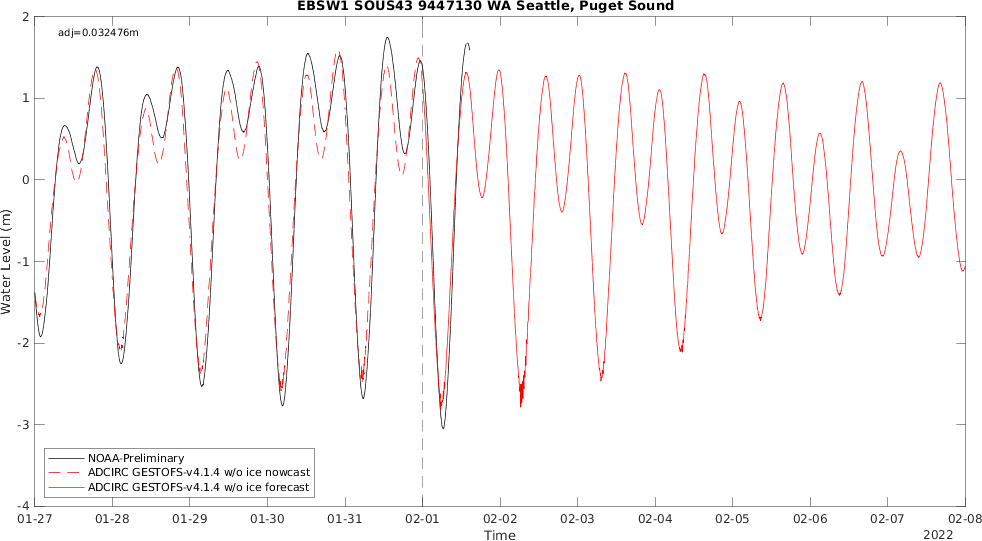 EBSW1 SOUS43 9447130 WA Seattle, Puget Sound
adj=0.032476m
2
1
0
-1
-2
-3
-4
Water Level (m)
NOAA-Preliminary
ADCIRC GESTOFS-v4.1.4 w/o ice nowcast
ADCIRC GESTOFS-v4.1.4 w/o ice forecast
01-27 01-28 01-29 01-30 01-31 02-01 02-02 02-03 02-04 02-05 02-06 02-07 02-08
Time
2022